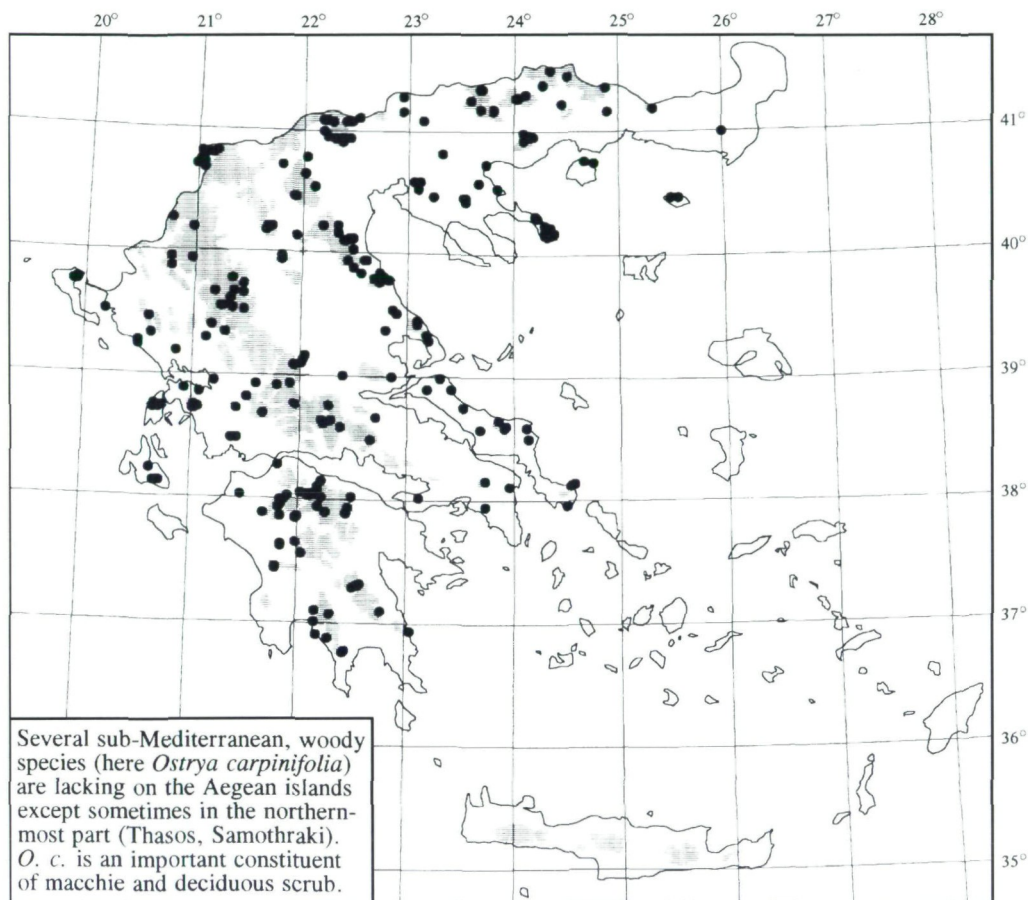 20° 21° 22° 23° 24° 25° 26° 27° 28°
41°
40°
39°
38°
37°
36°
35°
Several sub-Mediterranean, woody
species (here Ostrya carpinifolia)
are lacking on the Aegean islands
except sometimes in the northern-
most part (Thasos, Samothraki).
O. c. is an important constituent
of macchie and deciduous scrub.